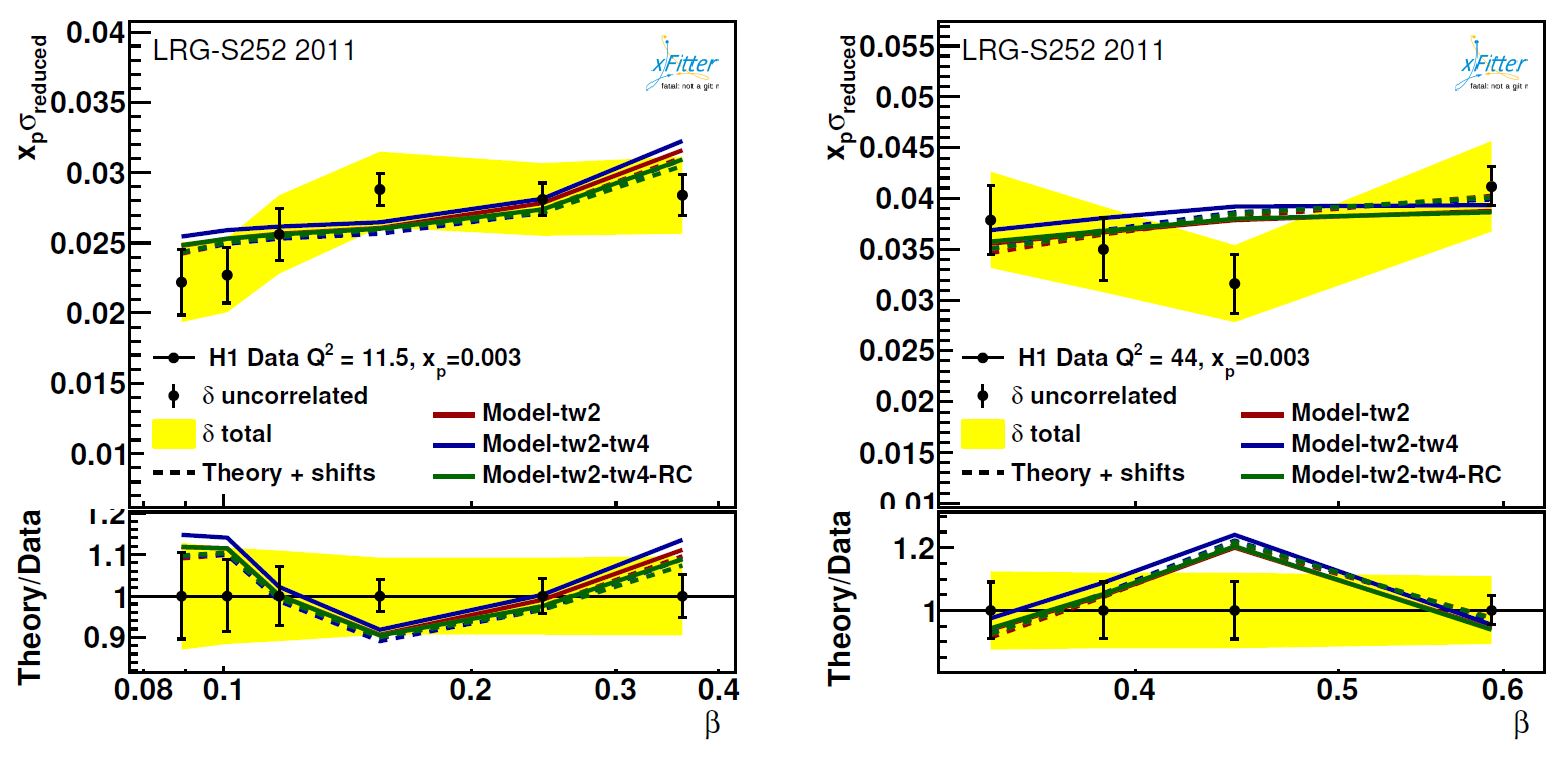 LRG-S252 2011
xFitter
fatal: not a git r
x_pσ_reduced
0.04
0.035
0.03
0.025
0.02
0.015
0.01
H1 Data Q² = 11.5, x_p=0.003
δ uncorrelated
δ total
Theory + shifts
Model-tw2
Model-tw2-tw4
Model-tw2-tw4-RC
Theory/Data
1.2
1.1
1
0.9
0.08 0.1 0.2 0.3 0.4
β
LRG-S252 2011
xFitter
fatal: not a git r
x_pσ_reduced
0.055
0.05
0.045
0.04
0.035
0.03
0.025
0.02
0.015
0.01
H1 Data Q² = 44, x_p=0.003
δ uncorrelated
δ total
Theory + shifts
Model-tw2
Model-tw2-tw4
Model-tw2-tw4-RC
Theory/Data
1.2
1
0.4 0.5 0.6
β